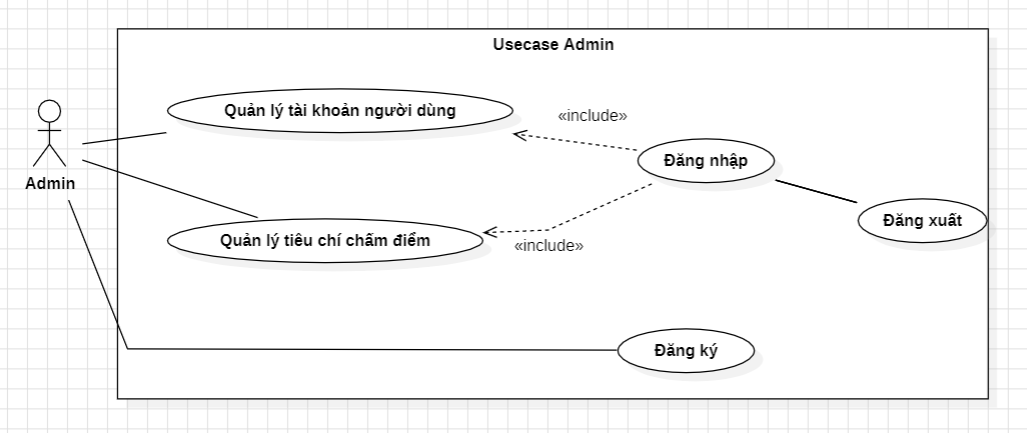 Usecase Admin
Quản lý tài khoản người dùng
«include»
Đăng nhập
Admin
Đăng xuất
Quản lý tiêu chí chấm điểm
«include»
Đăng ký